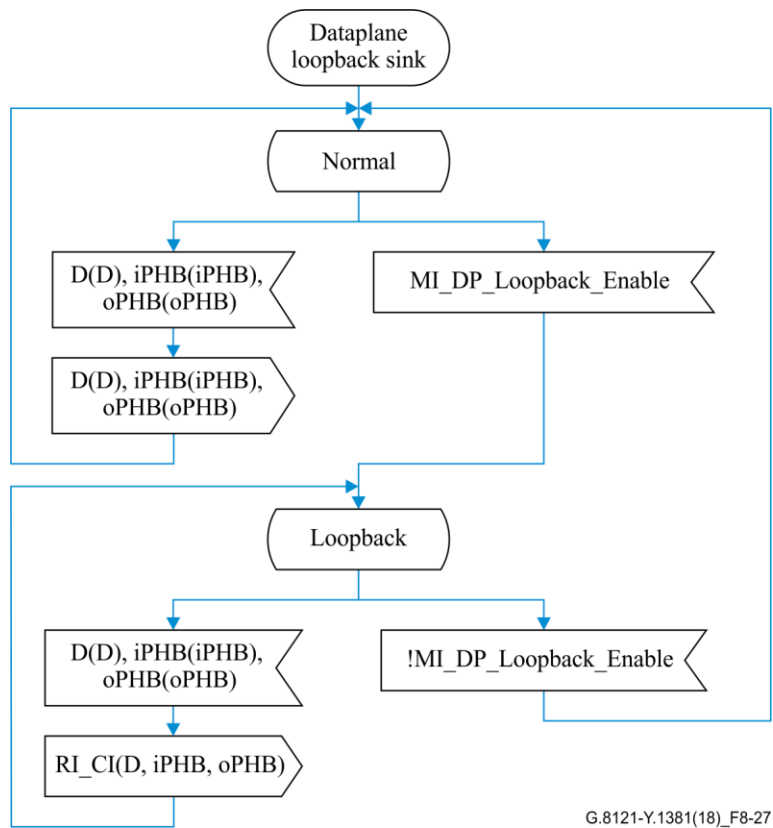 Dataplane
loopback sink
Normal
D(D), iPHB(iPHB),
oPHB(oPHB)
MI_DP_Loopback_Enable
D(D), iPHB(iPHB),
oPHB(oPHB)
Loopback
D(D), iPHB(iPHB),
oPHB(oPHB)
!MI_DP_Loopback_Enable
RI_CI(D, iPHB, oPHB)
G.8121-Y.1381(18)_F8-27